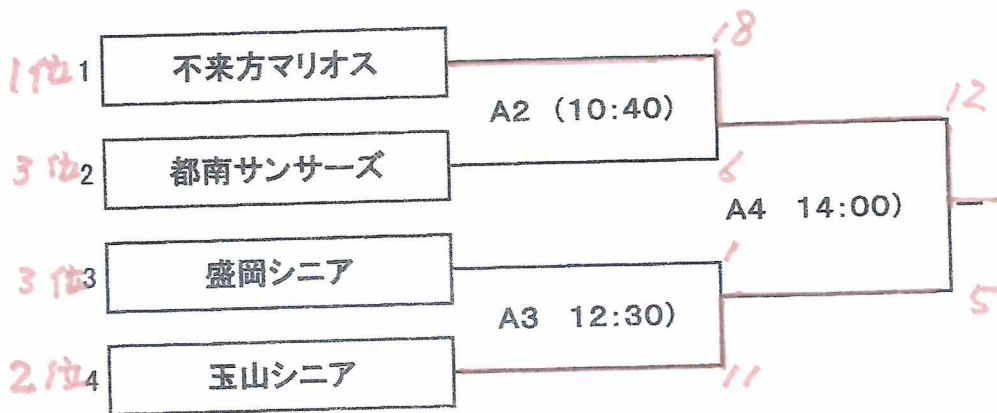 18
1位 1 不来方マリオス
A2 (10:40)
12
3位 2 都南サンサーズ
6
A4 14:00)
3位 3 盛岡シニア
1
A3 12:30)
5
2位 4 玉山シニア
11